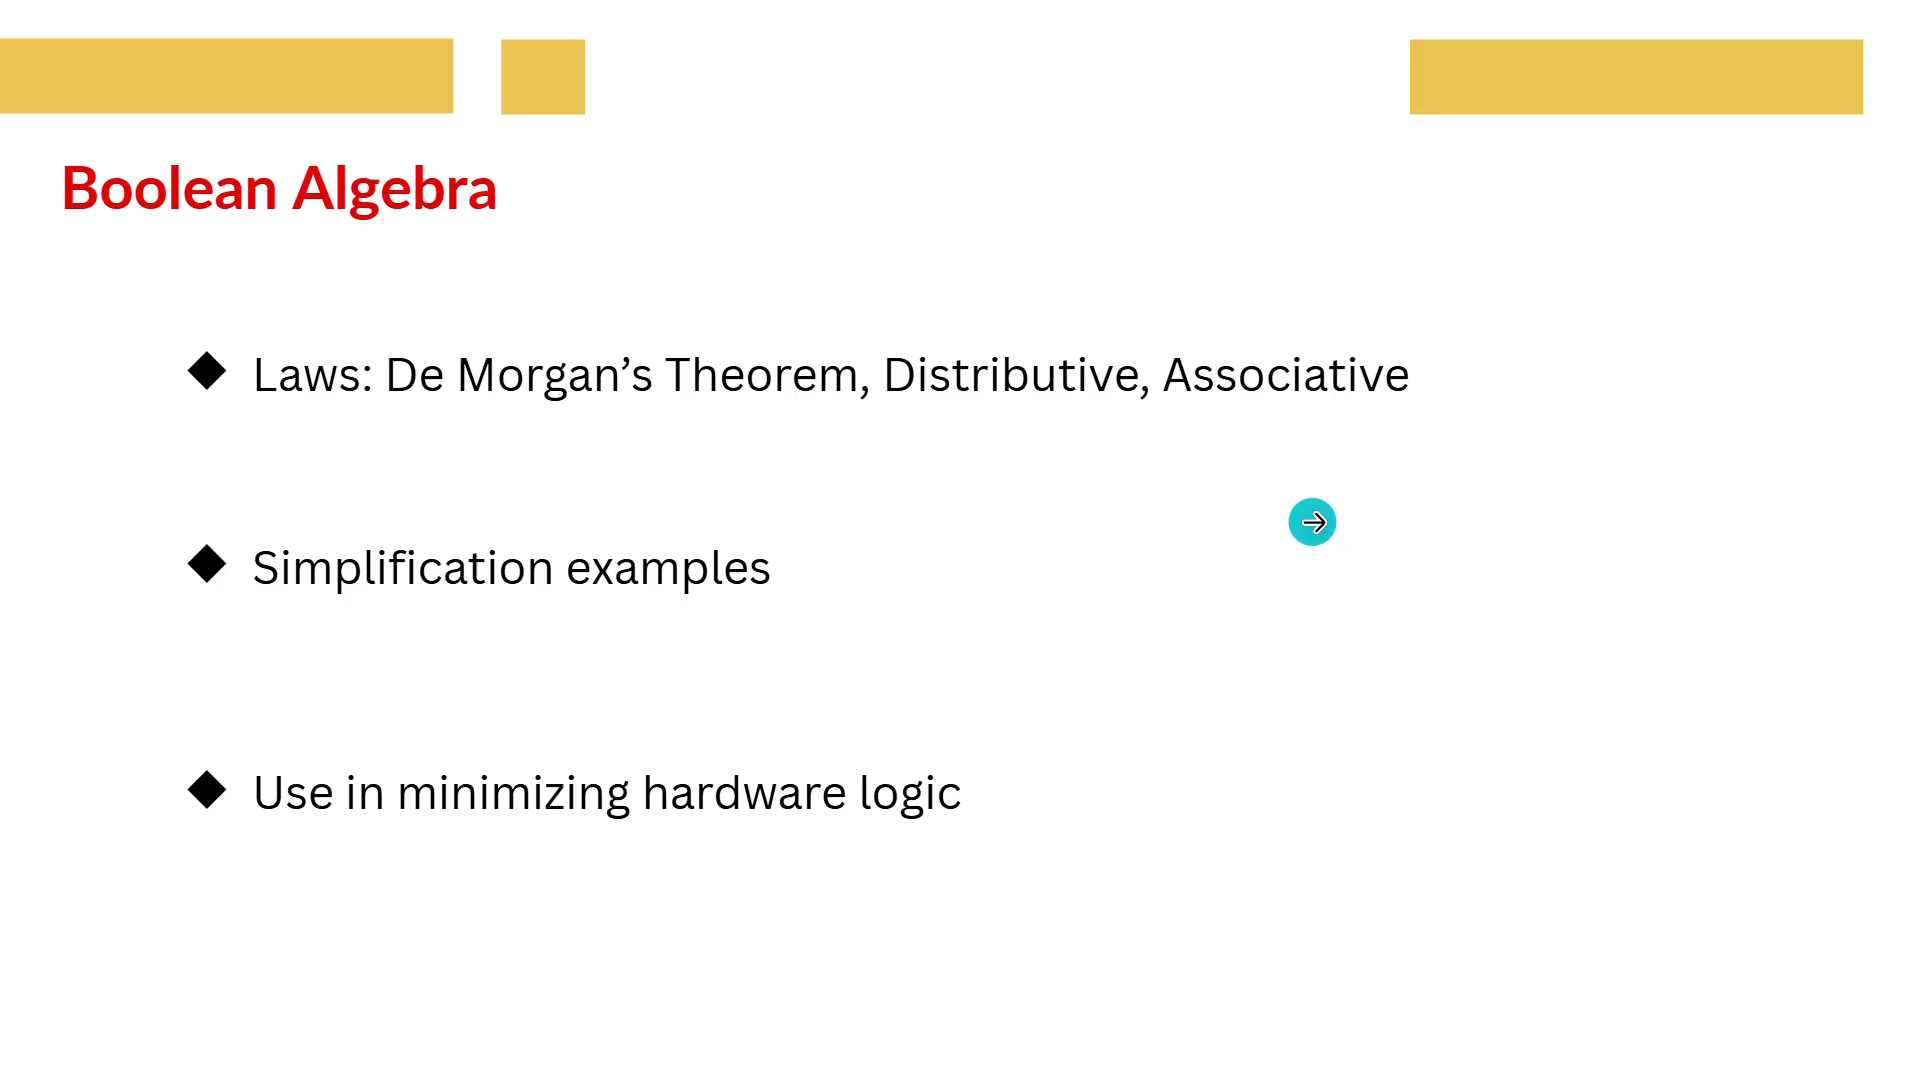 Boolean Algebra
◆ Laws: De Morgan’s Theorem, Distributive, Associative
◆ Simplification examples
◆ Use in minimizing hardware logic